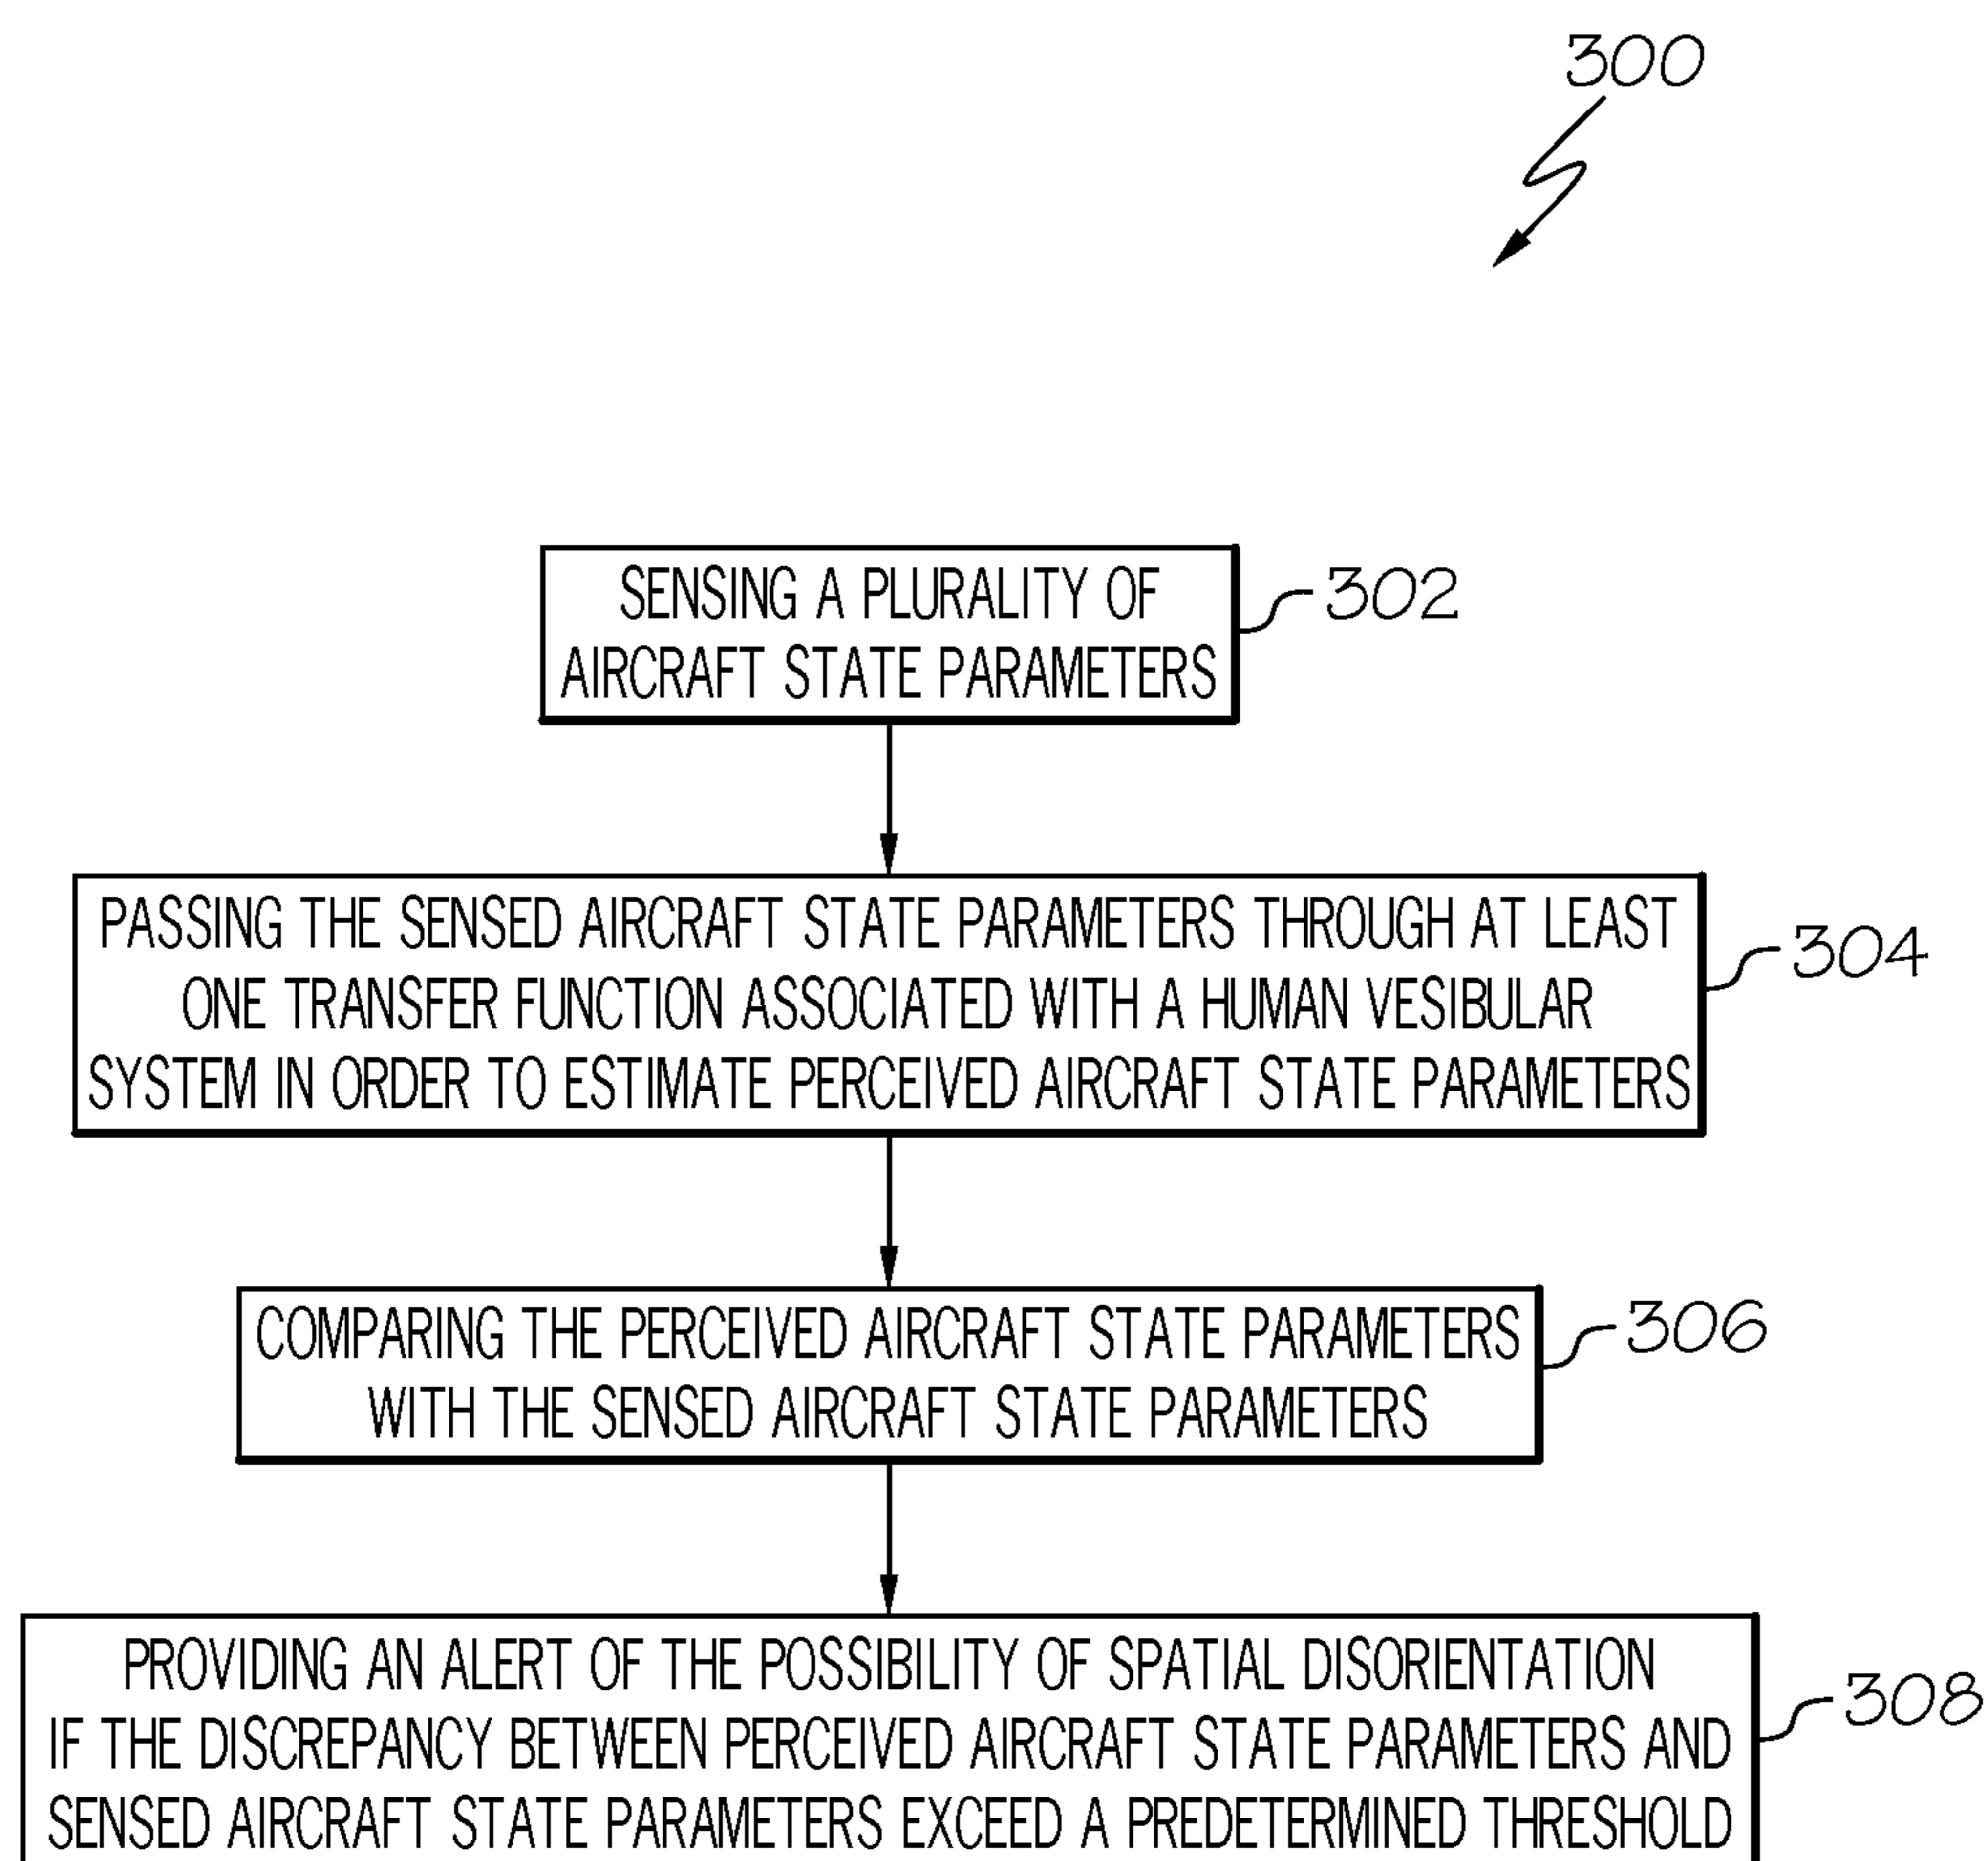 300
SENSING A PLURALITY OF
AIRCRAFT STATE PARAMETERS
302
PASSING THE SENSED AIRCRAFT STATE PARAMETERS THROUGH AT LEAST
ONE TRANSFER FUNCTION ASSOCIATED WITH A HUMAN VESIBULAR
SYSTEM IN ORDER TO ESTIMATE PERCEIVED AIRCRAFT STATE PARAMETERS
304
COMPARING THE PERCEIVED AIRCRAFT STATE PARAMETERS
WITH THE SENSED AIRCRAFT STATE PARAMETERS
306
PROVIDING AN ALERT OF THE POSSIBILITY OF SPATIAL DISORIENTATION
IF THE DISCREPANCY BETWEEN PERCEIVED AIRCRAFT STATE PARAMETERS AND
SENSED AIRCRAFT STATE PARAMETERS EXCEED A PREDETERMINED THRESHOLD
308